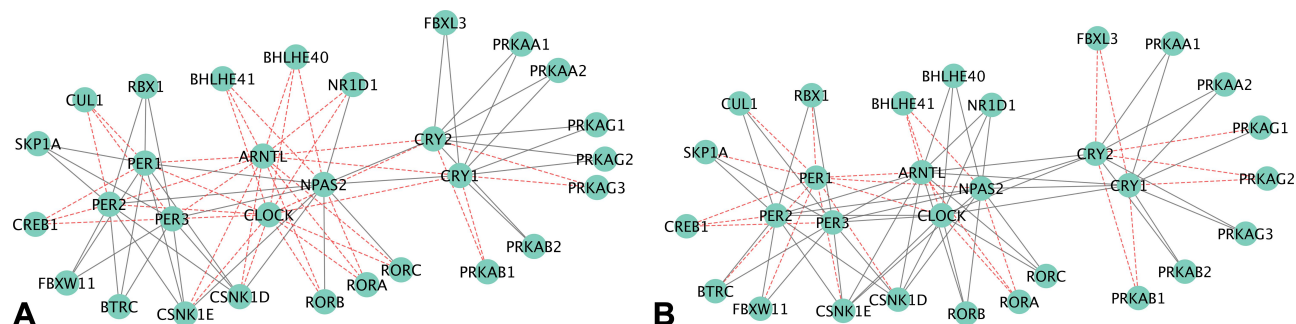 FBXL3
PRKAA1
BHLHE40
PRKAA2
BHLHE41
RBX1
NR1D1
CUL1
PRKAG1
SKP1A
CRY2
ARNTL
PRKAG2
PER1
CRY1
NPAS2
PRKAG3
PER2
CLOCK
PER3
CREB1
PRKAB2
RORC
PRKAB1
FBXW11
RORA
CSNK1D
RORB
BTRC
CSNK1E
A
FBXL3
PRKAA1
BHLHE40
PRKAA2
RBX1
CUL1
BHLHE41
NR1D1
PRKAG1
SKP1A
CRY2
ARNTL
PRKAG2
PER1
CRY1
NPAS2
PER2
CLOCK
PER3
CREB1
PRKAG3
PRKAB2
RORC
BTRC
CSNK1D
PRKAB1
RORA
FBXW11
CSNK1E
RORB
B